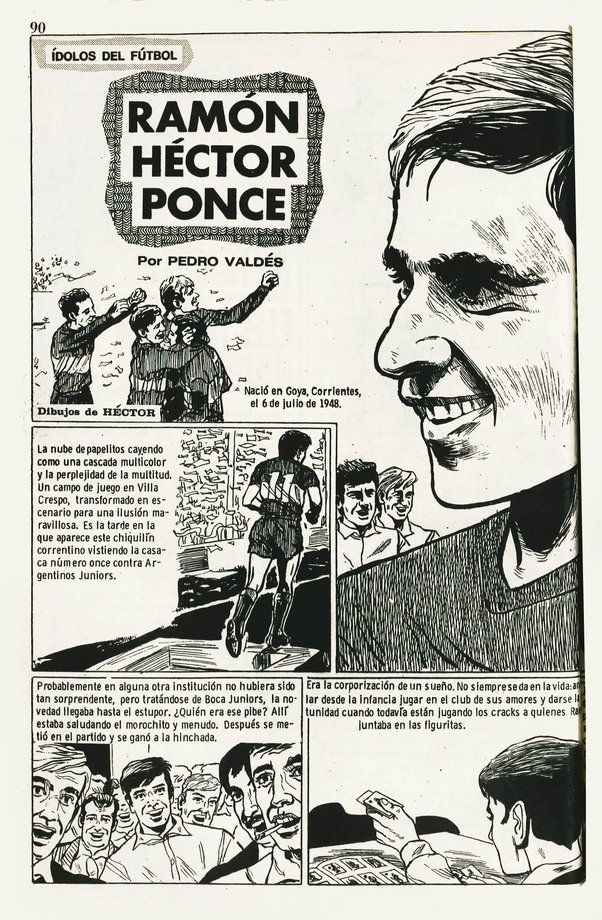 90
ÍDOLOS DEL FÚTBOL
RAMÓN
HÉCTOR
PONCE
Por PEDRO VALDÉS
Nació en Goya, Corrientes,
el 6 de julio de 1948.
Dibujos de HÉCTOR
La nube de papelitos cayendo
como una cascada multicolor
y la perplejidad de la multitud.
Un campo de juego en Villa
Crespo, transformado en es-
cenario para una ilusión ma-
ravillosa. Es la tarde en la
que aparece este chiquilín
correntino vistiendo la casa-
ca número once contra Ar-
gentinos Juniors.
11
Probablemente en alguna otra institución no hubiera sido
tan sorprendente, pero tratándose de Boca Juniors, la no-
vedad llegaba hasta el estupor. ¿Quién era ese pibe? Allí
estaba saludando el morochito y menudo. Después se me-
tió en el partido y se ganó a la hinchada.
Era la corporización de un sueño. No siempre se da en la vida: an
lar desde la infancia jugar en el club de sus amores y darse l
tunidad cuando todavía están jugando los cracks a quienes Ra
juntaba en las figuritas.